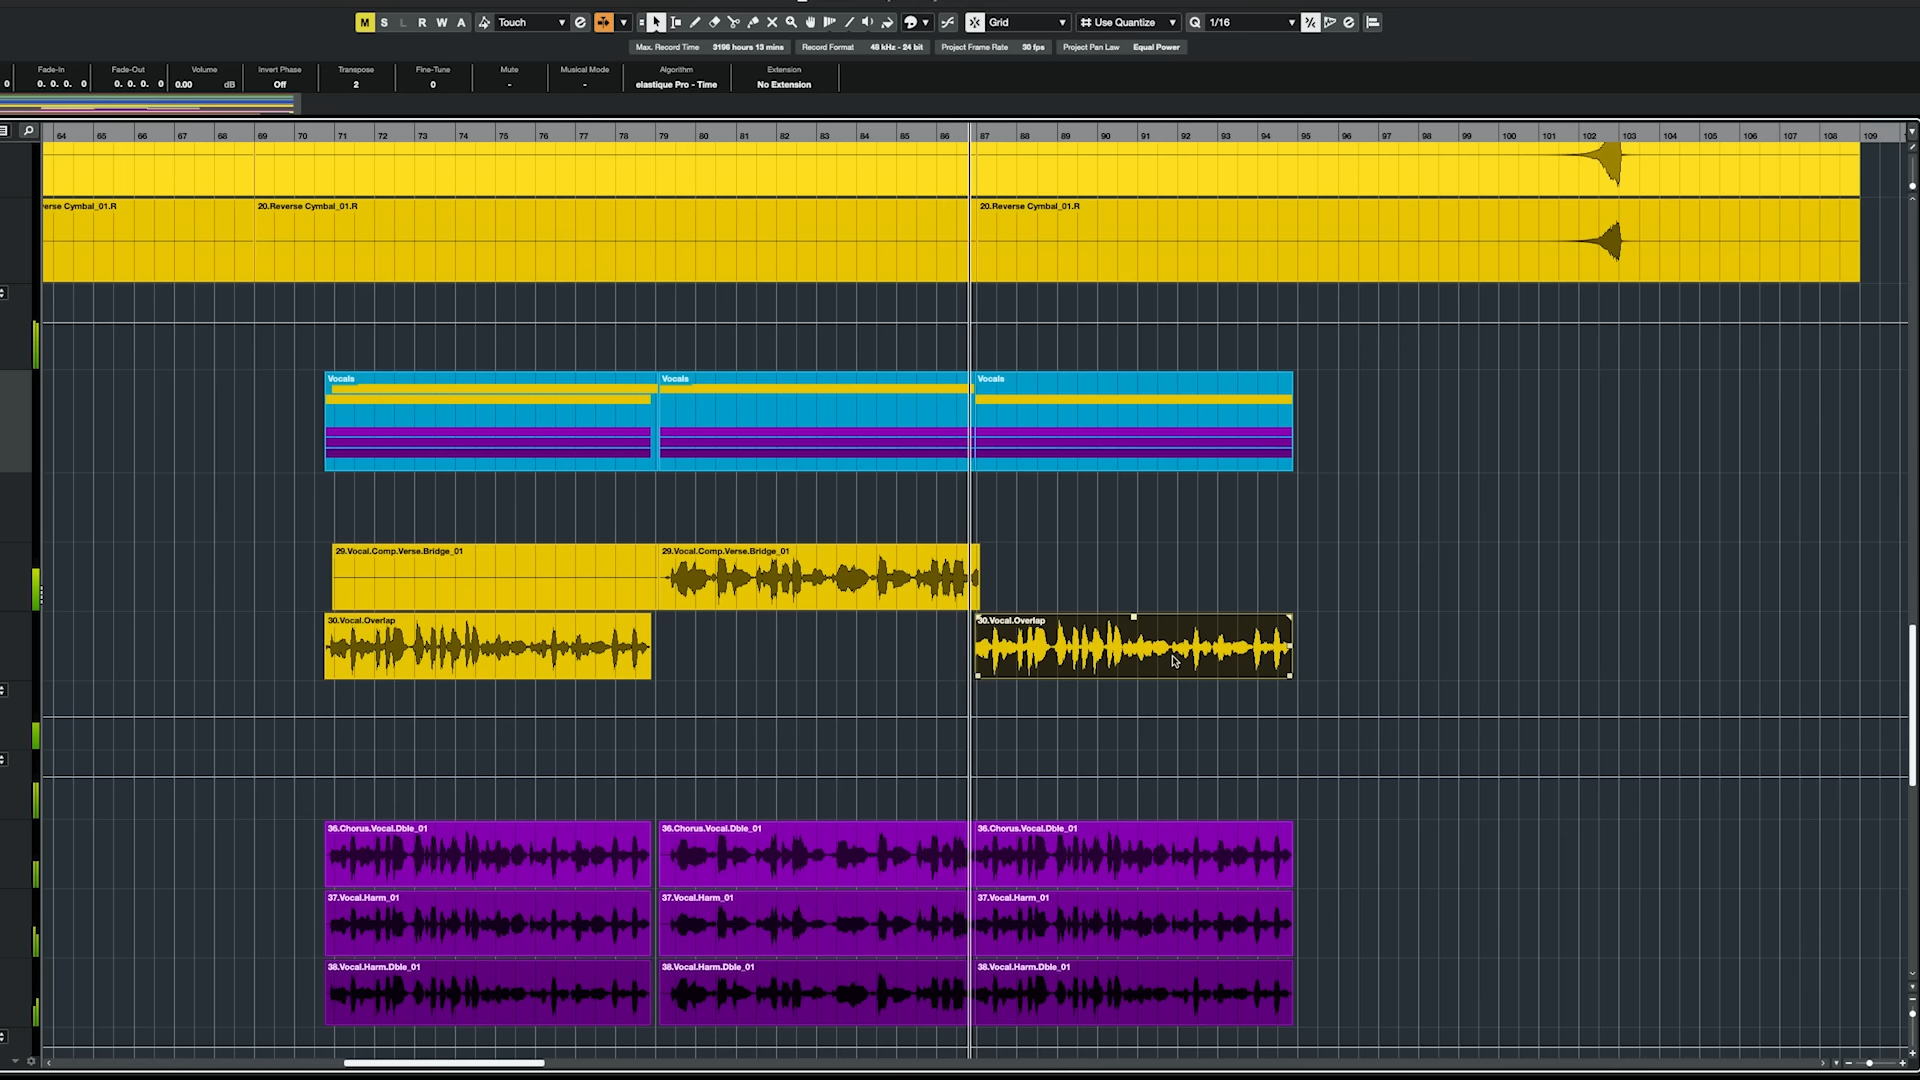 M S L R W A Touch Grid Use Quantize Q 1/16
Max. Record Time 3196 hours 13 mins Record Format 48 kHz - 24 bit Project Frame Rate 30 fps Project Pan Law Equal Power
Fade-In Fade-Out Volume Invert Phase Transpose Fine-Tune Mute Musical Mode Algorithm Extension
0 0. 0. 0. 0 0. 0. 0. 0 0.00 dB Off 2 0 - - elastique Pro - Time No Extension
64 65 66 67 68 69 70 71 72 73 74 75 76 77 78 79 80 81 82 83 84 85 86 87 88 89 90 91 92 93 94 95 96 97 98 99 100 101 102 103 104 105 106 107 108 109
erse Cymbal_01.R 20.Reverse Cymbal_01.R 20.Reverse Cymbal_01.R
Vocals Vocals Vocals
29.Vocal.Comp.Verse.Bridge_01 29.Vocal.Comp.Verse.Bridge_01
30.Vocal.Overlap 30.Vocal.Overlap
36.Chorus.Vocal.Dble_01 36.Chorus.Vocal.Dble_01 36.Chorus.Vocal.Dble_01
37.Vocal.Harm_01 37.Vocal.Harm_01 37.Vocal.Harm_01
38.Vocal.Harm.Dble_01 38.Vocal.Harm.Dble_01 38.Vocal.Harm.Dble_01